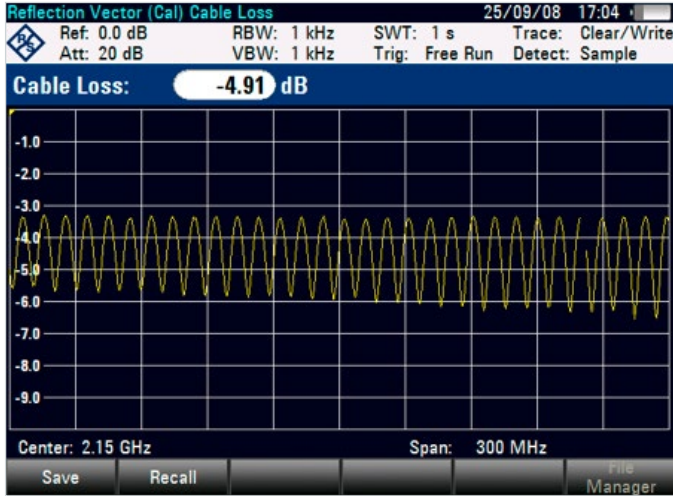 Reflection Vector (Cal) Cable Loss 25/09/08 17:04
Ref: 0.0 dB RBW: 1 kHz SWT: 1 s Trace: Clear/Write
Att: 20 dB VBW: 1 kHz Trig: Free Run Detect: Sample
R&S
Cable Loss: -4.91 dB
-1.0
-2.0
-3.0
-4.0
-5.0
-6.0
-7.0
-8.0
-9.0
Center: 2.15 GHz Span: 300 MHz
Save Recall File
Manager